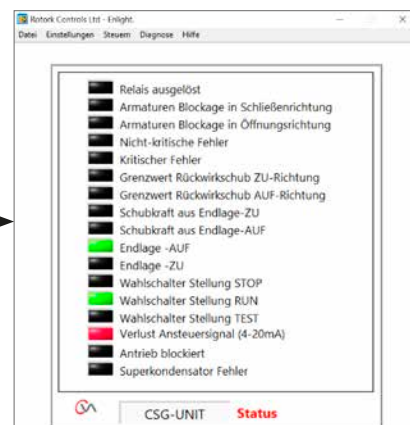 Rotork Controls Ltd - Enlight.
Datei Einstellungen Steuern Diagnose Hilfe
Relais ausgelöst
Armaturen Blockage in Schließenrichtung
Armaturen Blockage in Öffnungsrichtung
Nicht-kritische Fehler
Kritischer Fehler
Grenzwert Rückwirkschub ZU-Richtung
Grenzwert Rückwirkschub AUF-Richtung
Schubkraft aus Endlage-ZU
Schubkraft aus Endlage-AUF
Endlage -AUF
Endlage -ZU
Wahlschalter Stellung STOP
Wahlschalter Stellung RUN
Wahlschalter Stellung TEST
Verlust Ansteuersignal (4-20mA)
Antrieb blockiert
Superkondensator Fehler
CSG-UNIT Status